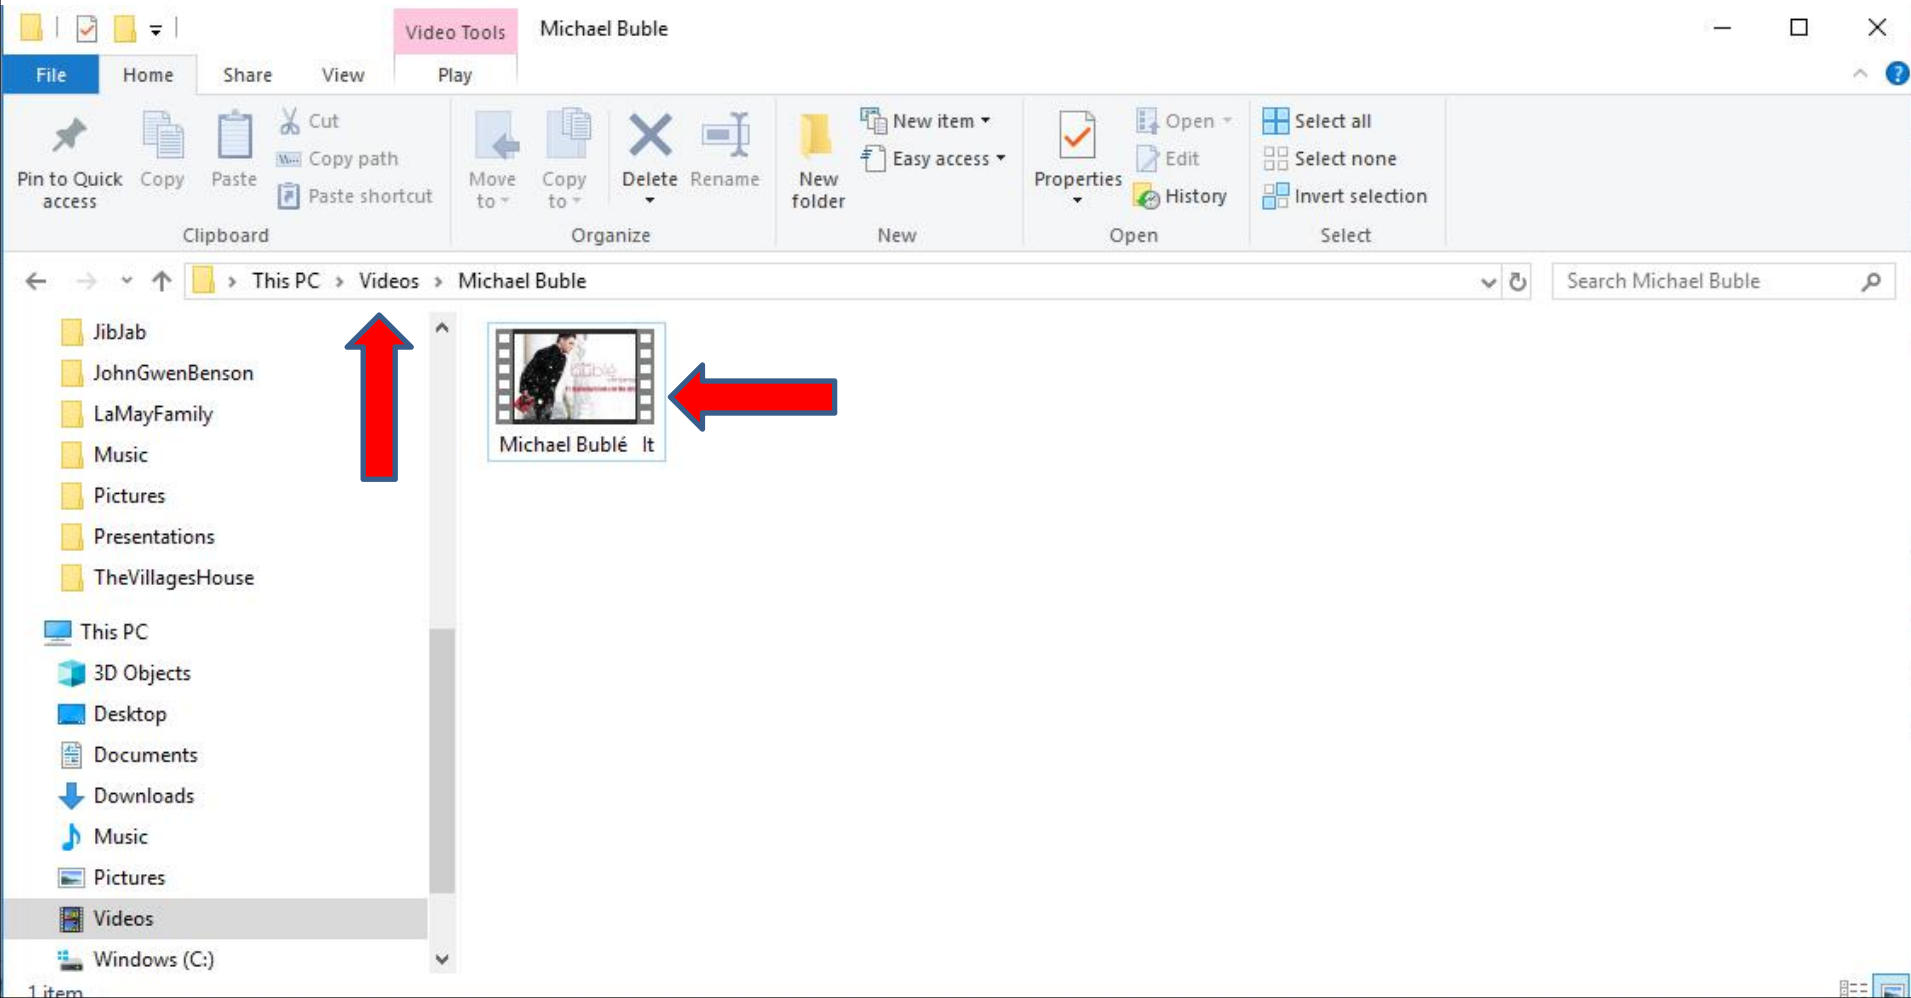 Video Tools
Michael Buble
File
Home
Share
View
Play
Pin to Quick access
Copy
Paste
Cut
Copy path
Paste shortcut
Clipboard
Move to
Copy to
Delete
Rename
Organize
New folder
New item
Easy access
New
Properties
Open
Edit
History
Open
Select all
Select none
Invert selection
Select
This PC
Videos
Michael Buble
Search Michael Buble
JibJab
JohnGwenBenson
LaMayFamily
Music
Pictures
Presentations
TheVillagesHouse
This PC
3D Objects
Desktop
Documents
Downloads
Music
Pictures
Videos
Windows (C:)
bublé
Michael Bublé It
1 item